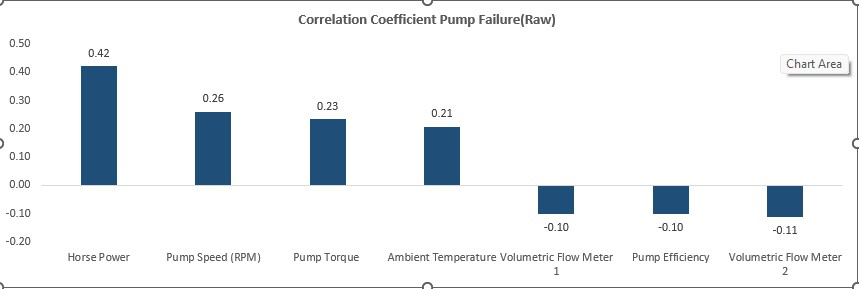 Correlation Coefficient Pump Failure(Raw)
0.50
0.40
0.30
0.20
0.10
0.00
-0.10
-0.20
0.42
0.26
0.23
0.21
-0.10
-0.10
-0.11
Chart Area
Horse Power
Pump Speed (RPM)
Pump Torque
Ambient Temperature
Volumetric Flow Meter
1
Pump Efficiency
Volumetric Flow Meter
2